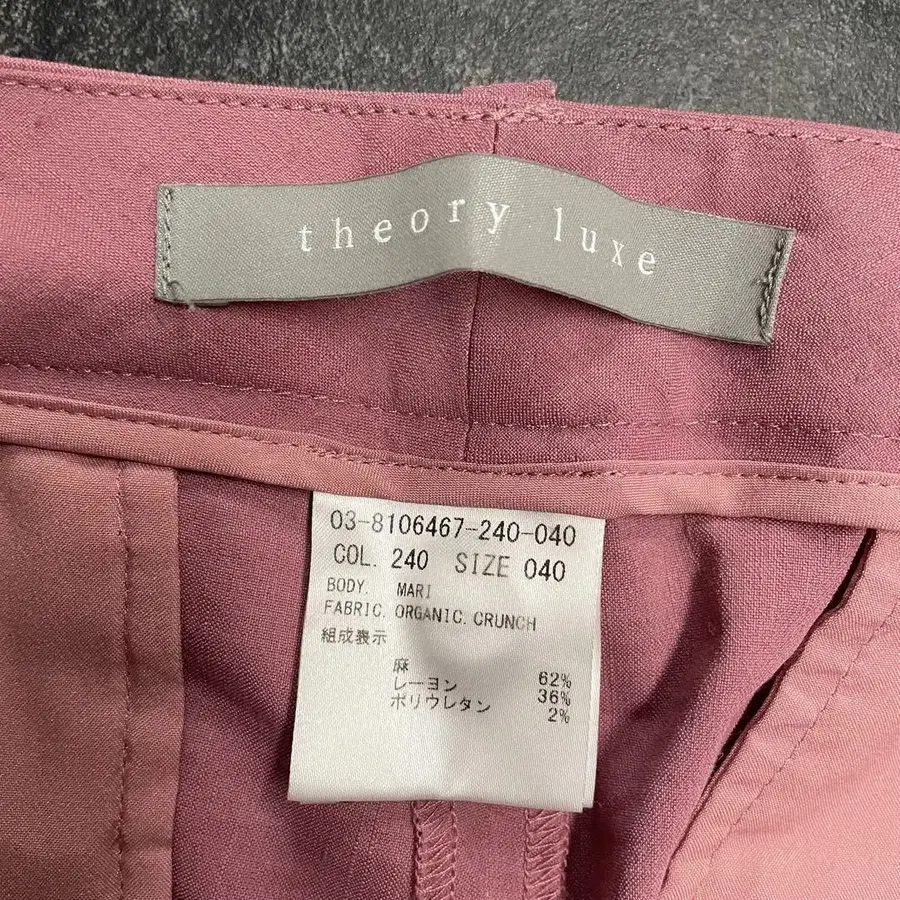 theory luxe
03-8106467-240-040
COL. 240 SIZE 040
BODY. MARI
FABRIC. ORGANIC. CRUNCH
組成表示
麻 62%
レーヨン 36%
ポリウレタン 2%